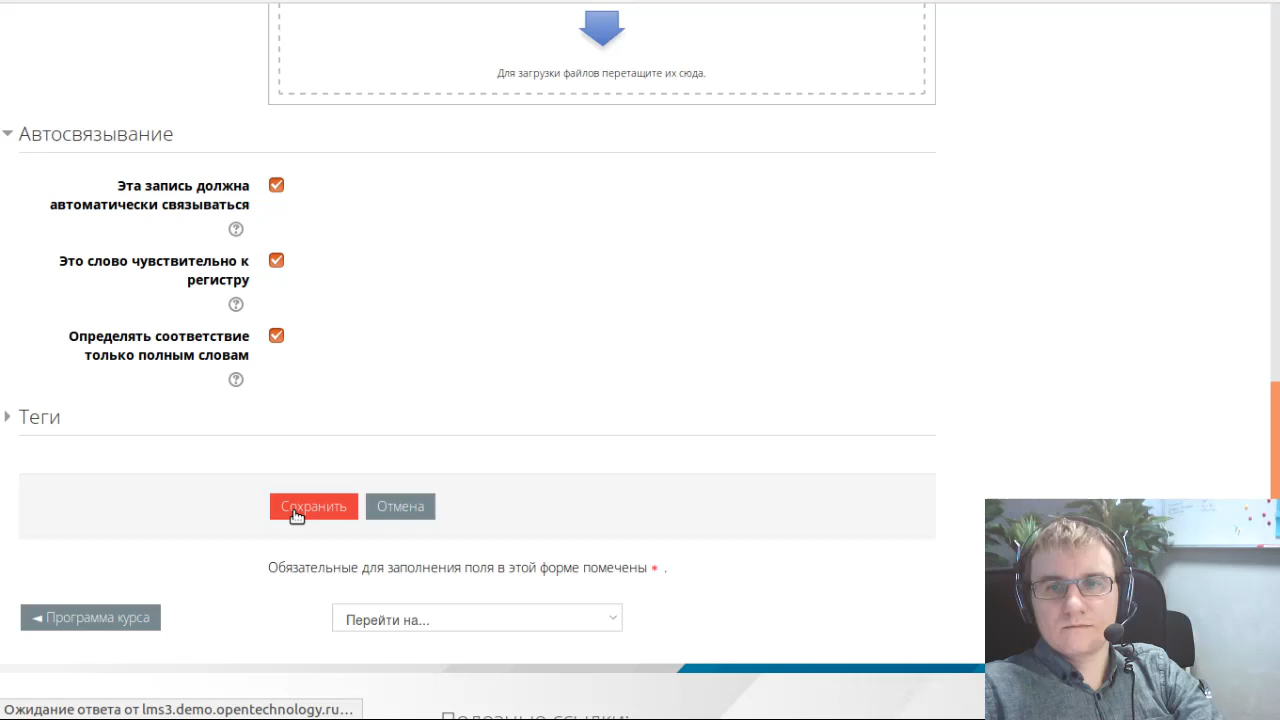 Для загрузки файлов перетащите их сюда.
Автосвязывание
Эта запись должна
автоматически связываться
Это слово чувствительно к
регистру
Определять соответствие
только полным словам
Теги
Сохранить
Отмена
Обязательные для заполнения поля в этой форме помечены * .
◄ Программа курса
Перейти на...
Ожидание ответа от lms3.demo.opentechnology.ru...
Полезные ссылки: